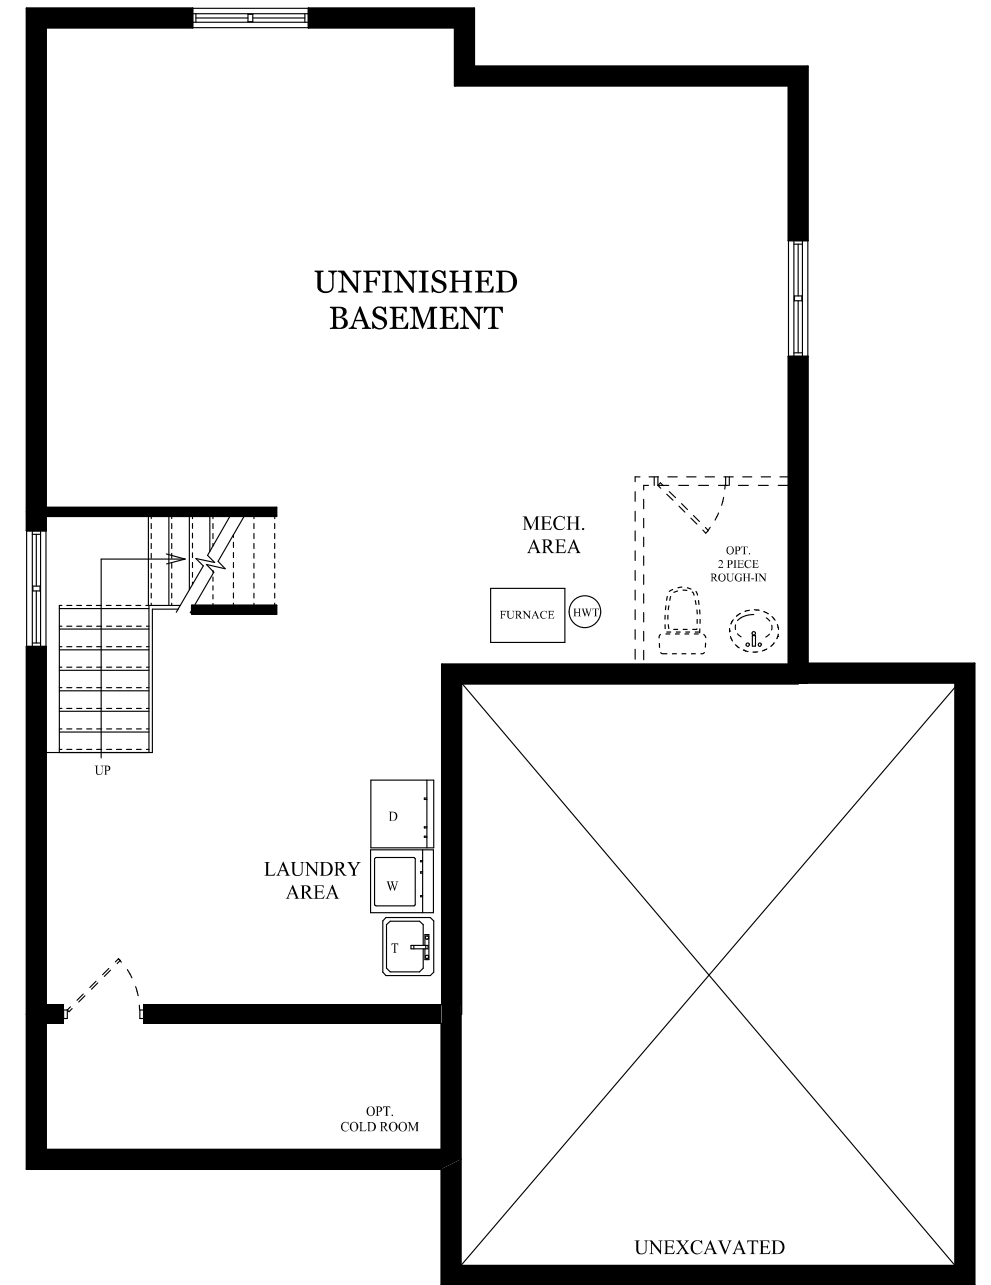 UNFINISHED
BASEMENT
MECH.
AREA
OPT.
2 PIECE
ROUGH-IN
FURNACE
HWT
UP
D
LAUNDRY
AREA
W
T
OPT.
COLD ROOM
UNEXCAVATED